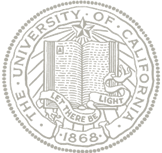 THE UNIVERSITY OF CALIFORNIA
LET THERE BE
LIGHT
1868